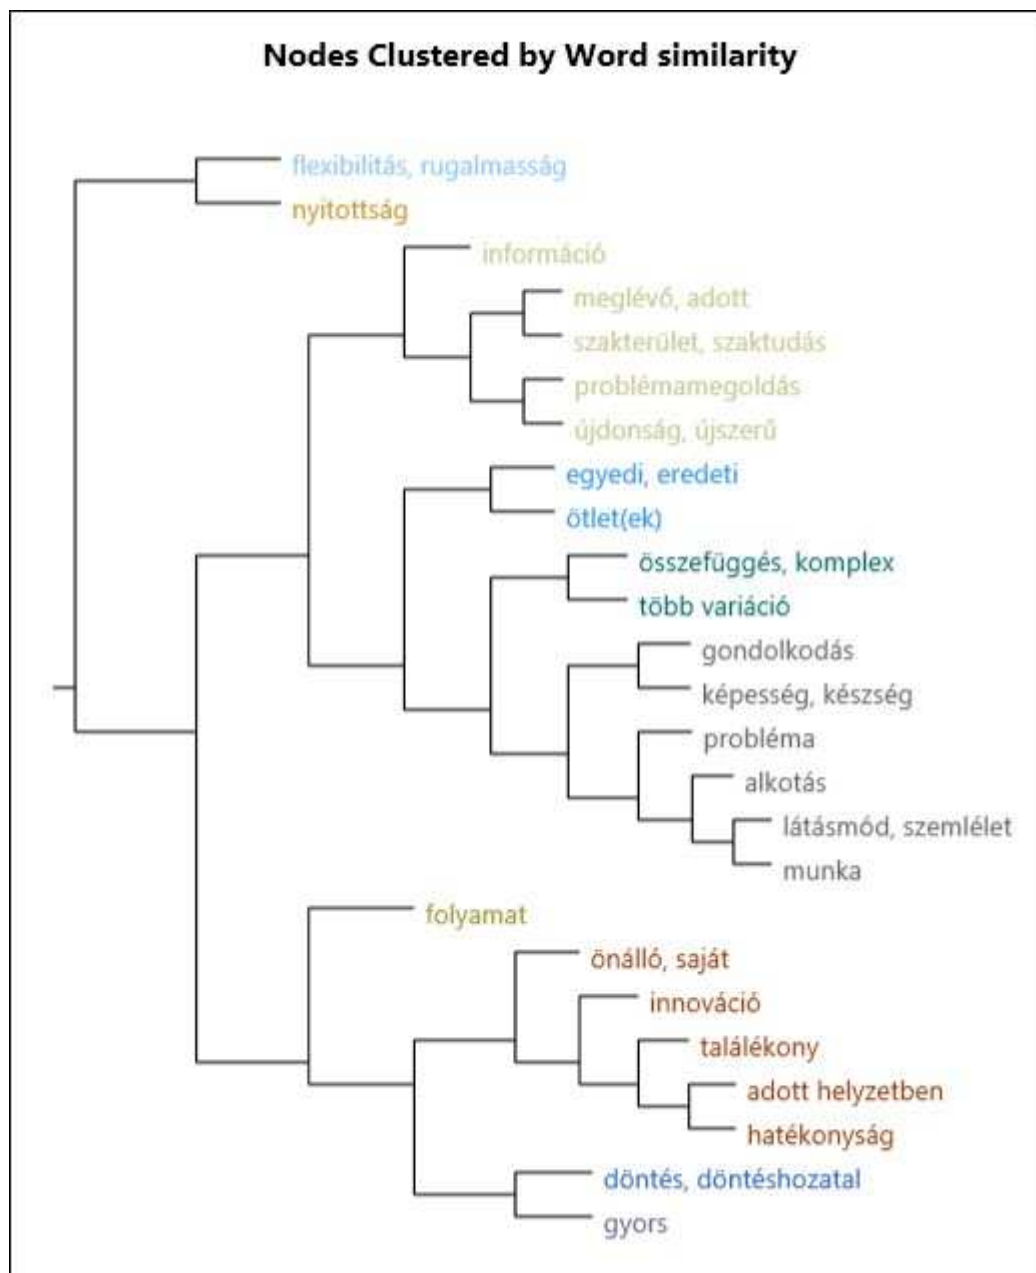 Nodes Clustered by Word similarity
flexibilitás, rugalmasság
nyitottság
információ
meglévő, adott
szakterület, szaktudás
problémamegoldás
újdonság, újszerű
egyedi, eredeti
ötlet(ek)
összefüggés, komplex
több variáció
gondolkodás
képesség, készség
probléma
alkotás
látásmód, szemlélet
munka
folyamat
önálló, saját
innováció
találékony
adott helyzetben
hatékonyság
döntés, döntéshozatal
gyors